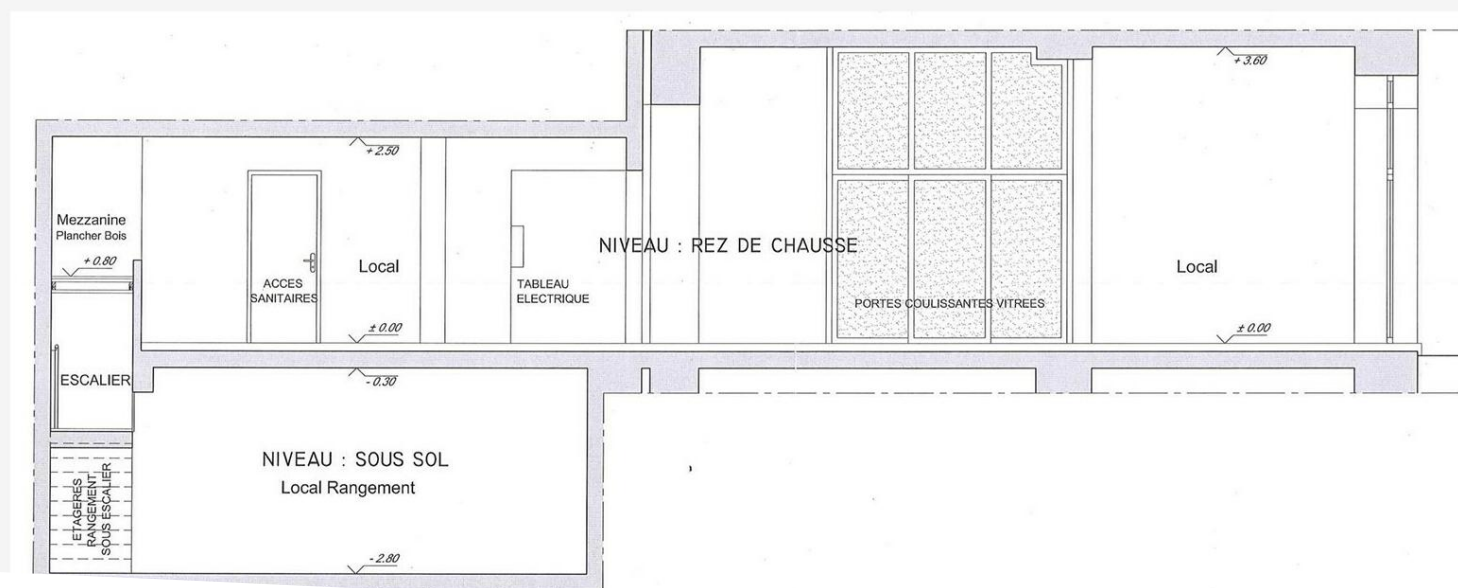 + 3.60
+ 2.50
Mezzanine
Plancher Bois
+ 0.80
NIVEAU : REZ DE CHAUSSE
Local
Local
ACCES
SANITAIRES
TABLEAU
ELECTRIQUE
PORTES COULISSANTES VITREES
± 0.00
± 0.00
ESCALIER
- 0.30
NIVEAU : SOUS SOL
Local Rangement
ETAGERES
RANGEMENT
SOUS ESCALIER
- 2.80